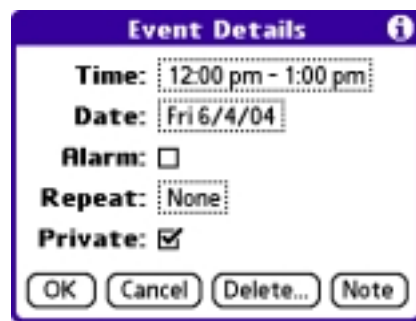 Event Details i
Time: 12:00 pm - 1:00 pm
Date: Fri 6/4/04
Alarm:
Repeat: None
Private:
OK Cancel Delete... Note